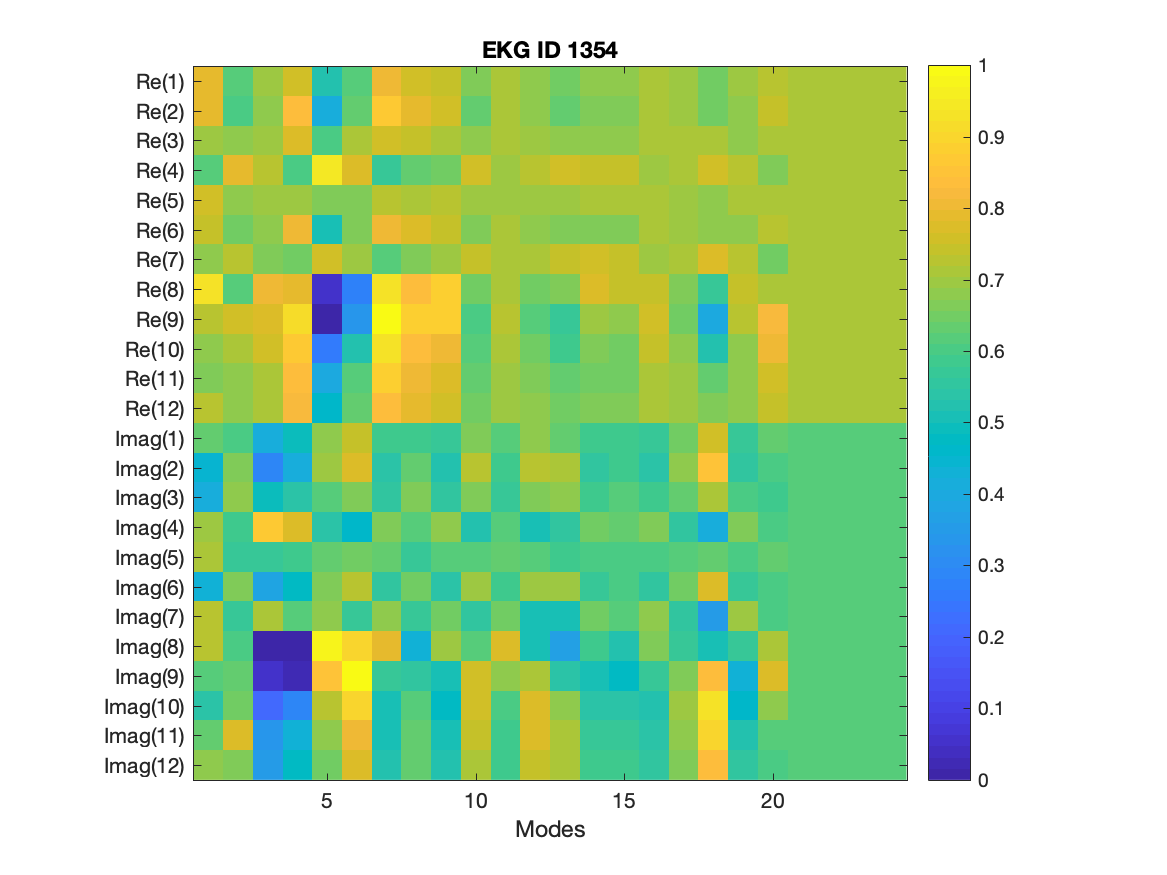 EKG ID 1354
Re(1)
Re(2)
Re(3)
Re(4)
Re(5)
Re(6)
Re(7)
Re(8)
Re(9)
Re(10)
Re(11)
Re(12)
Imag(1)
Imag(2)
Imag(3)
Imag(4)
Imag(5)
Imag(6)
Imag(7)
Imag(8)
Imag(9)
Imag(10)
Imag(11)
Imag(12)
5 10 15 20
Modes
1
0.9
0.8
0.7
0.6
0.5
0.4
0.3
0.2
0.1
0